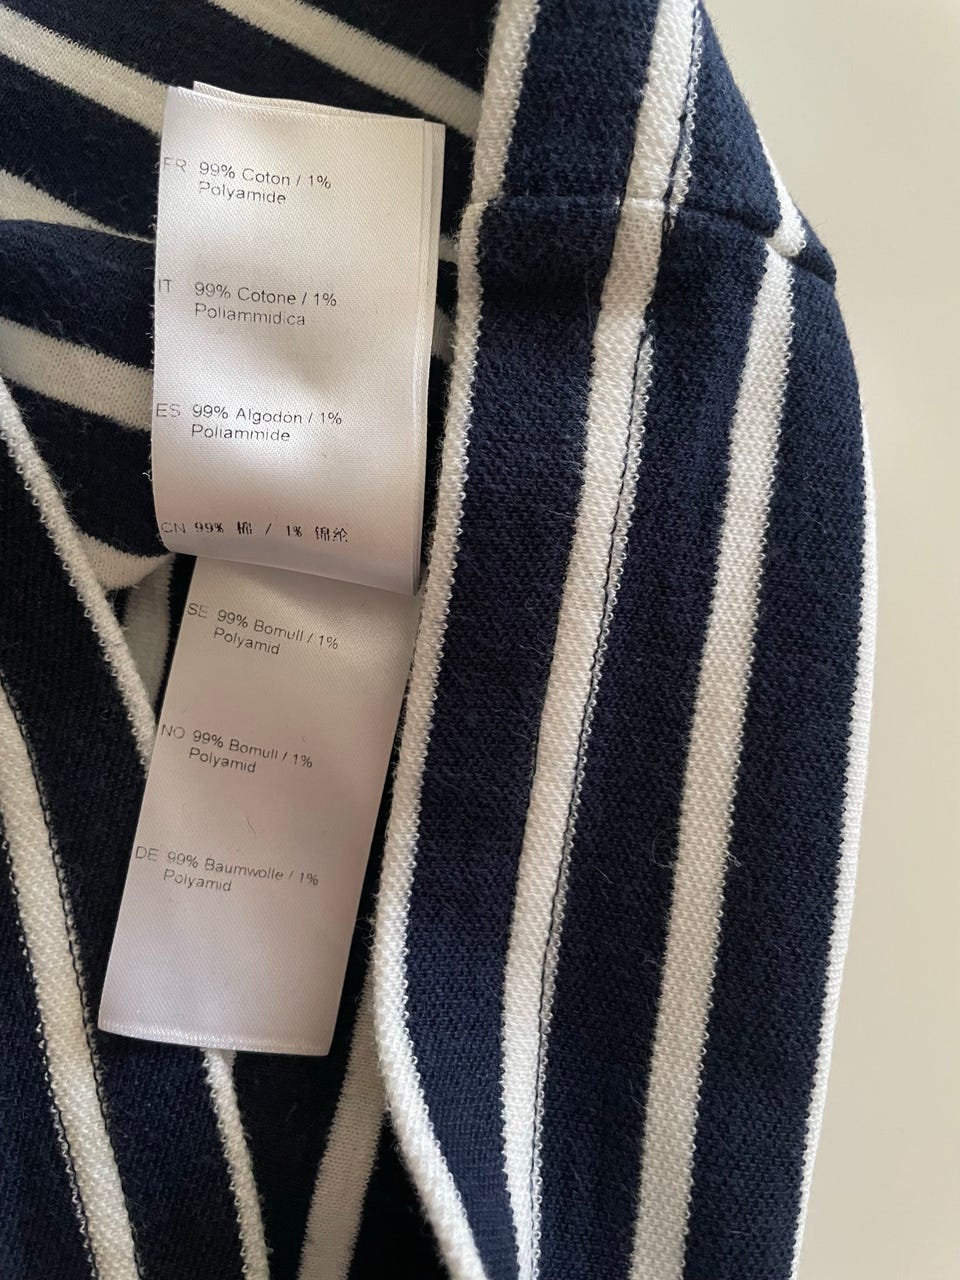 FR 99% Coton / 1%
Polyamide
IT 99% Cotone / 1%
Poliammidica
ES 99% Algodón / 1%
Poliammide
CN 99% 棉 / 1% 锦纶
SE 99% Bomull / 1%
Polyamid
NO 99% Bomull / 1%
Polyamid
DE 99% Baumwolle / 1%
Polyamid